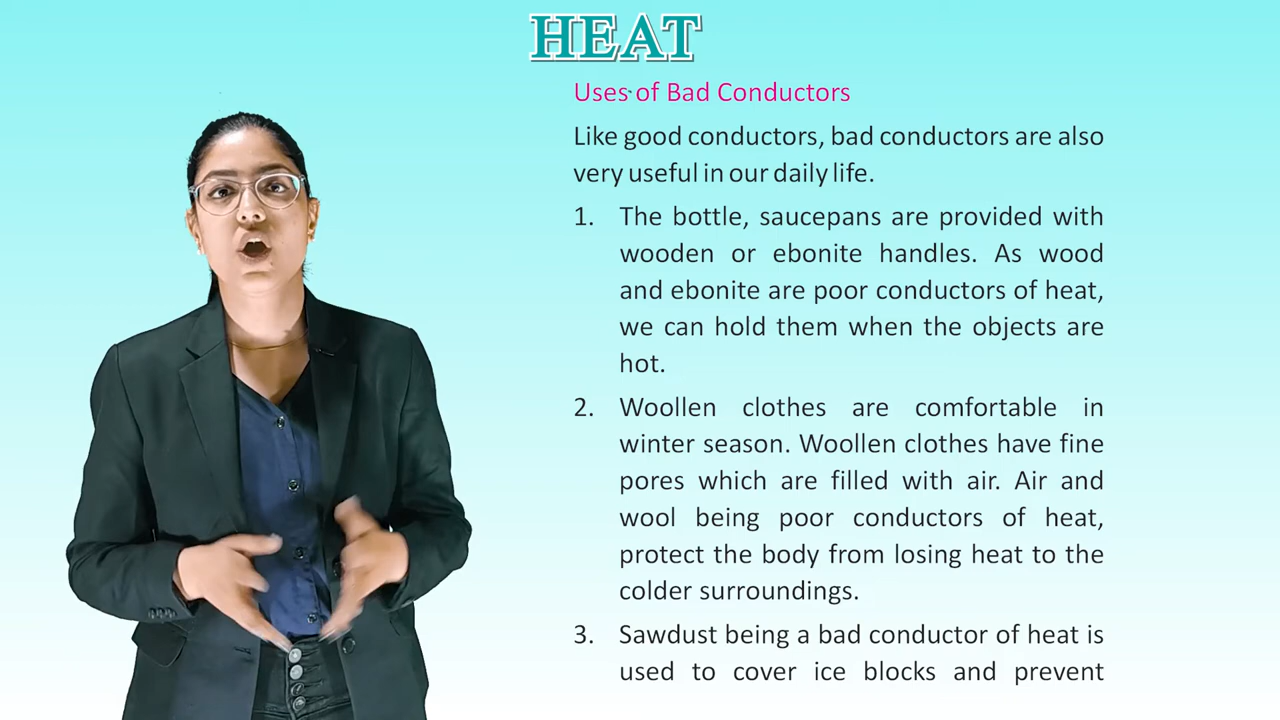 HEAT
Uses of Bad Conductors
Like good conductors, bad conductors are also
very useful in our daily life.
1. The bottle, saucepans are provided with
wooden or ebonite handles. As wood
and ebonite are poor conductors of heat,
we can hold them when the objects are
hot.
2. Woollen clothes are comfortable in
winter season. Woollen clothes have fine
pores which are filled with air. Air and
wool being poor conductors of heat,
protect the body from losing heat to the
colder surroundings.
3. Sawdust being a bad conductor of heat is
used to cover ice blocks and prevent